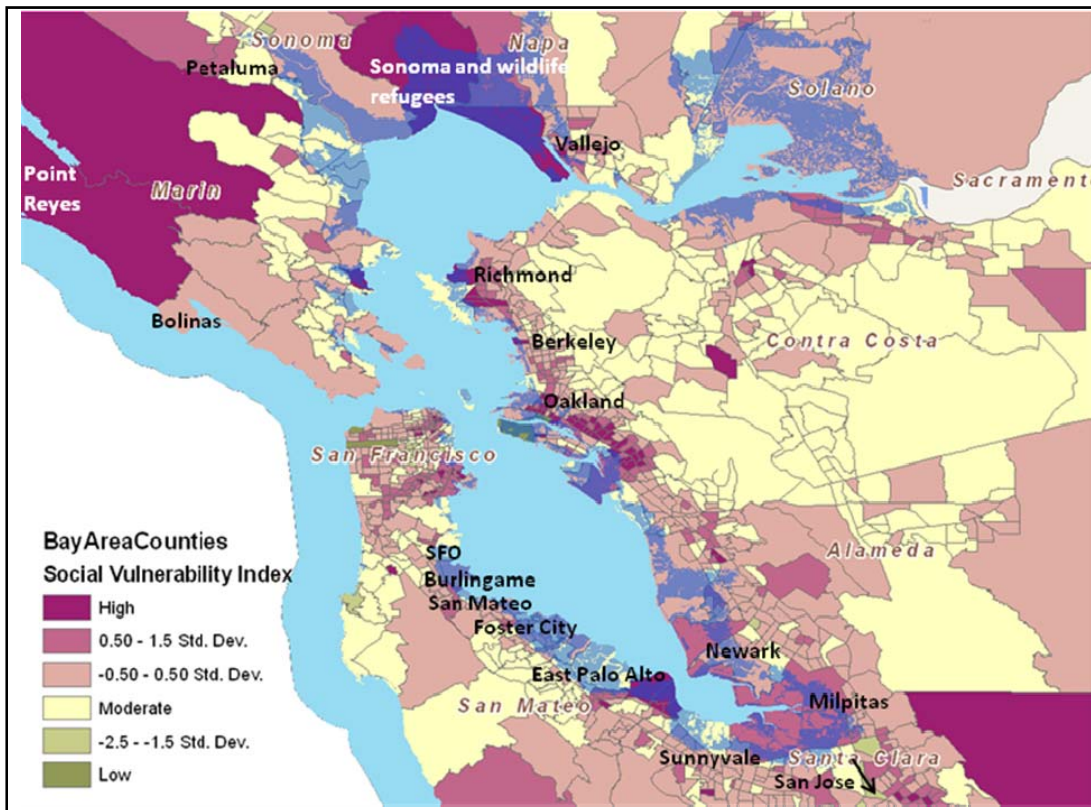 Sonoma
Napa
Petaluma
Sonoma and wildlife
refugees
Solano
Vallejo
Point
Reyes
Marin
Sacramento
Richmond
Bolinas
Berkeley
Contra Costa
Oakland
San Francisco
BayAreaCounties
Social Vulnerability Index
High
0.50 - 1.5 Std. Dev.
-0.50 - 0.50 Std. Dev.
Moderate
-2.5 - -1.5 Std. Dev.
Low
SFO
Burlingame
San Mateo
Foster City
Alameda
Newark
East Palo Alto
San Mateo
Milpitas
Sunnyvale
Santa Clara
San Jose